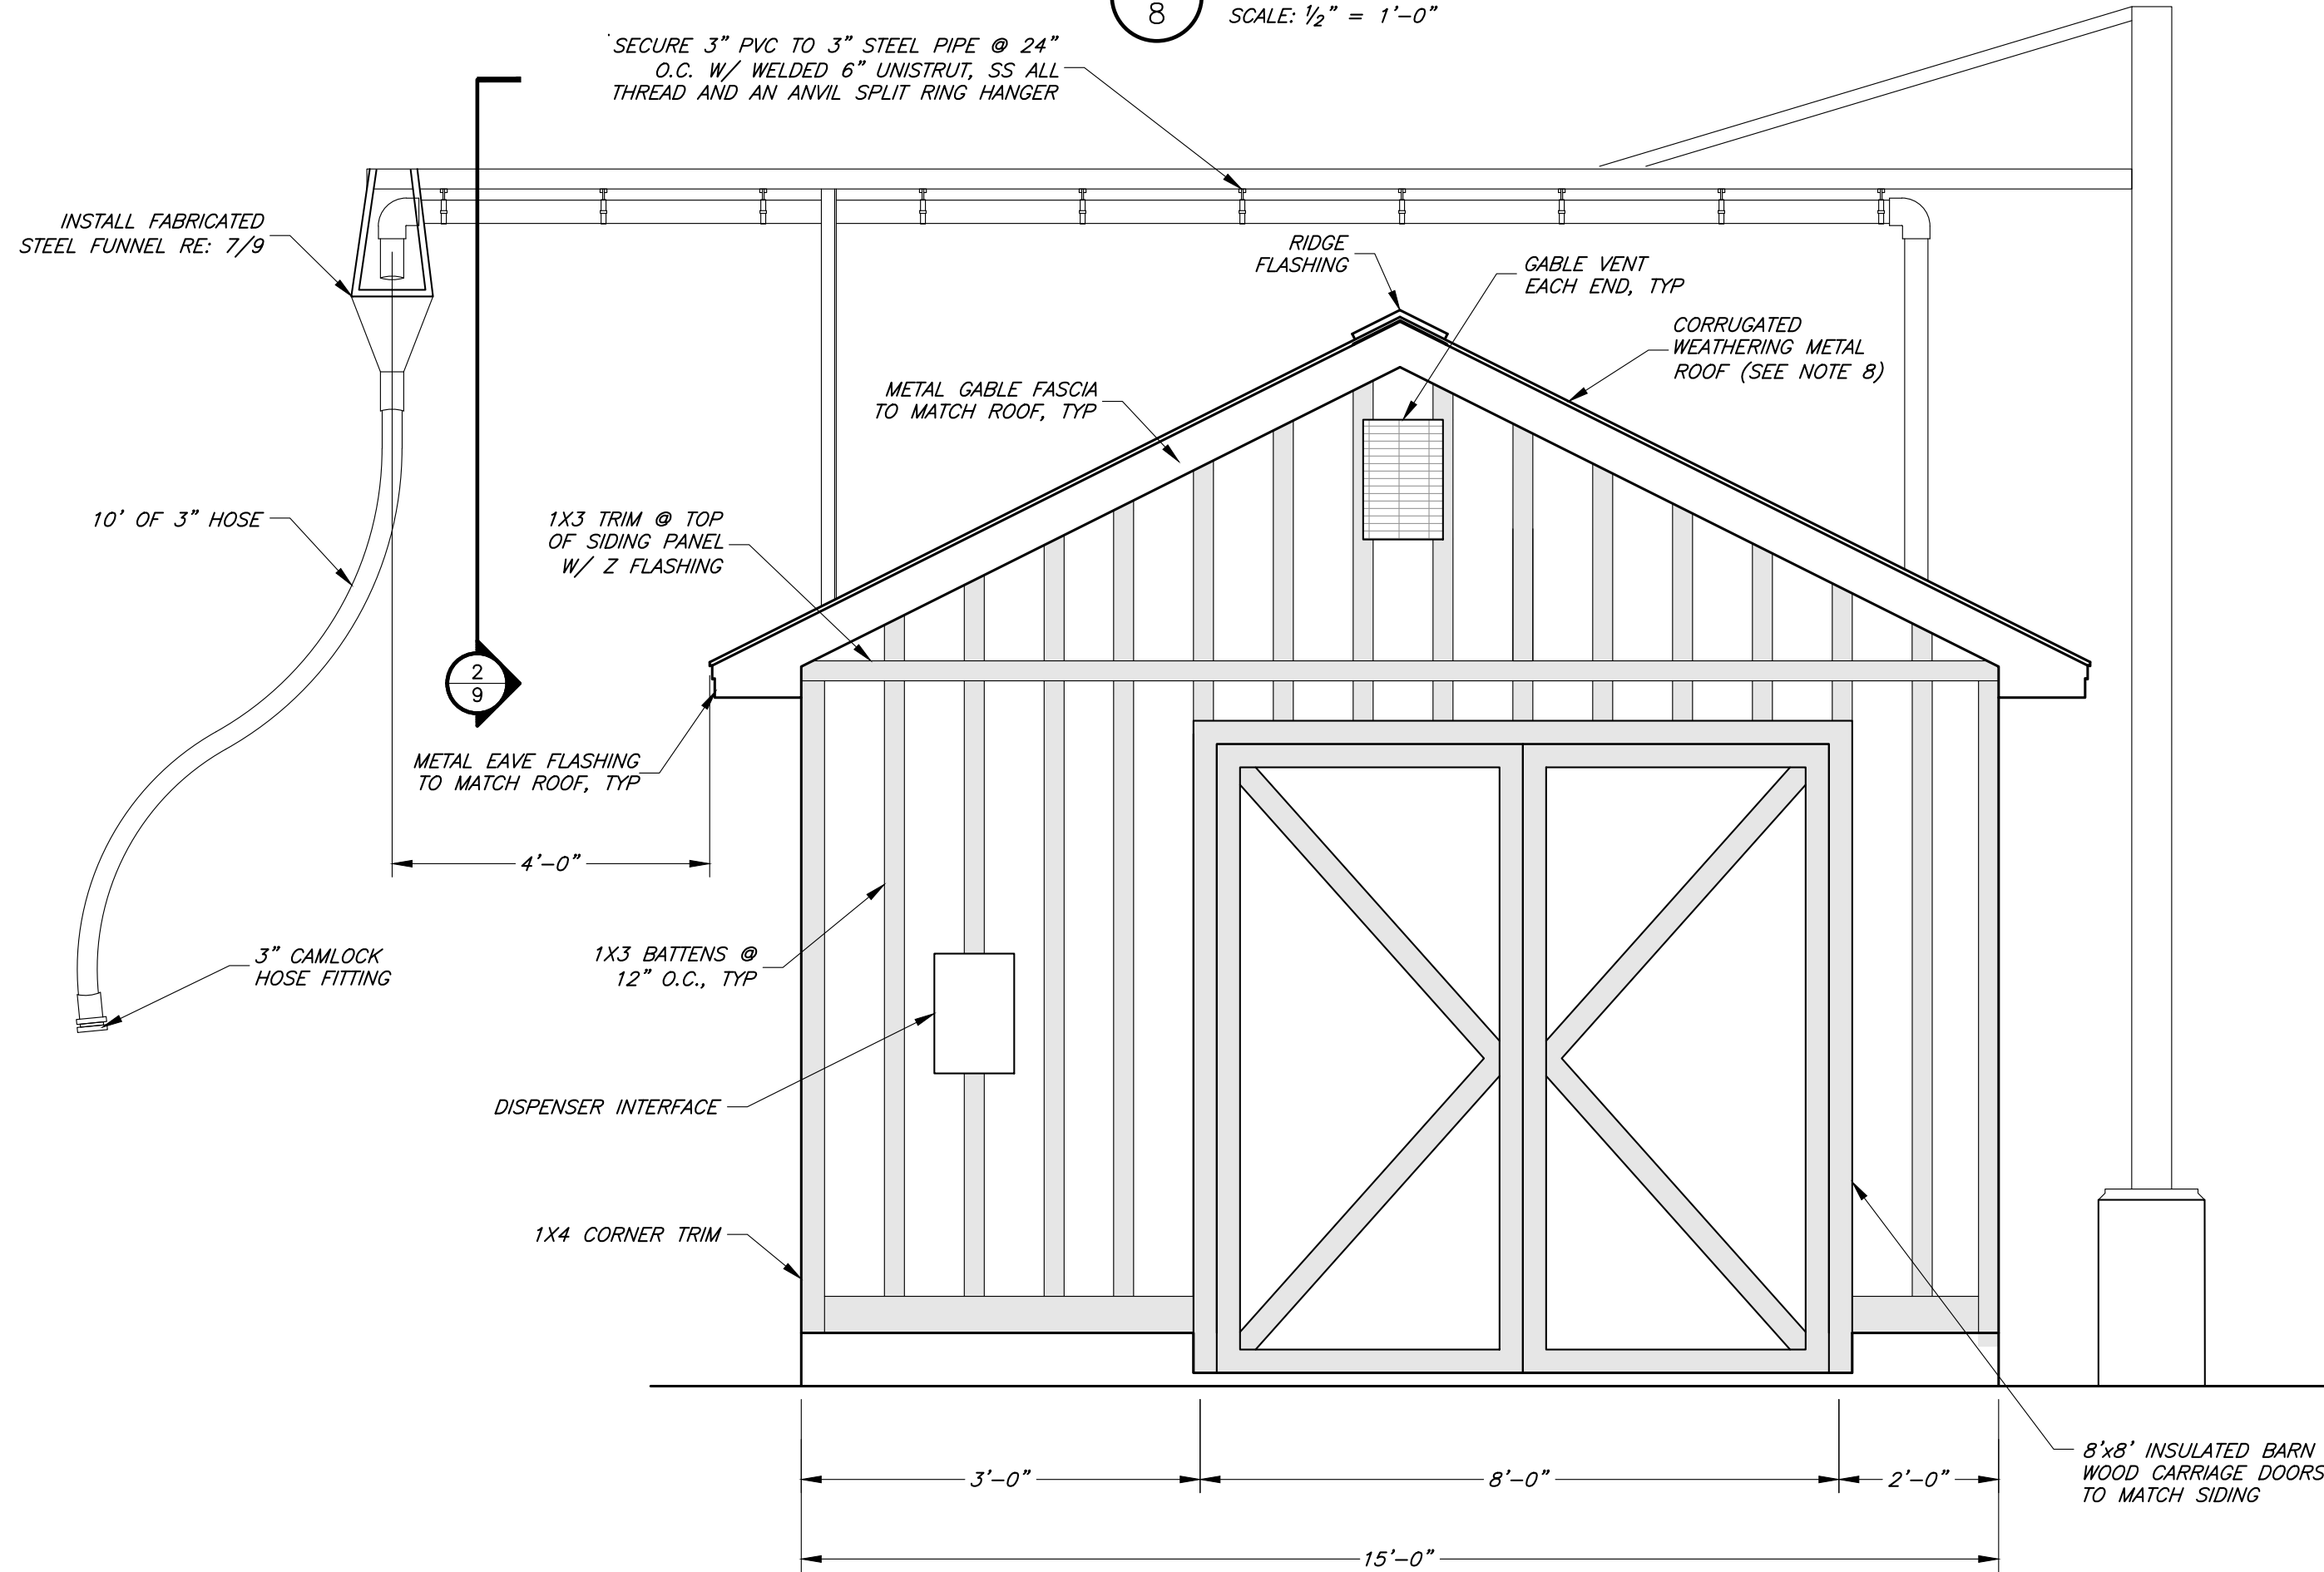 8
SCALE: 1/2" = 1'-0"
SECURE 3" PVC TO 3" STEEL PIPE @ 24"
O.C. W/ WELDED 6" UNISTRUT, SS ALL
THREAD AND AN ANVIL SPLIT RING HANGER
INSTALL FABRICATED
STEEL FUNNEL RE: 7/9
RIDGE
FLASHING
GABLE VENT
EACH END, TYP
CORRUGATED
WEATHERING METAL
ROOF (SEE NOTE 8)
METAL GABLE FASCIA
TO MATCH ROOF, TYP
10' OF 3" HOSE
1X3 TRIM @ TOP
OF SIDING PANEL
W/ Z FLASHING
2
9
METAL EAVE FLASHING
TO MATCH ROOF, TYP
4'-0"
3" CAMLOCK
HOSE FITTING
1X3 BATTENS @
12" O.C., TYP
DISPENSER INTERFACE
1X4 CORNER TRIM
8'x8' INSULATED BARN
WOOD CARRIAGE DOORS
TO MATCH SIDING
3'-0"
8'-0"
2'-0"
15'-0"